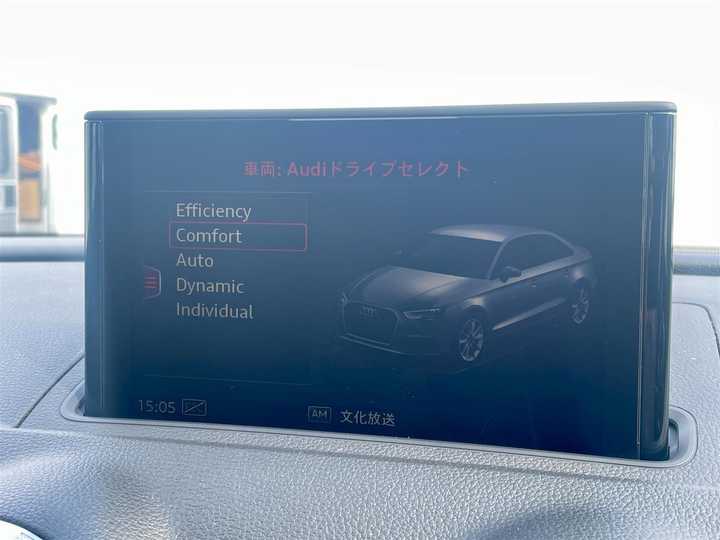 車両: Audiドライブセレクト
Efficiency
Comfort
Auto
Dynamic
Individual
15:05
AM 文化放送